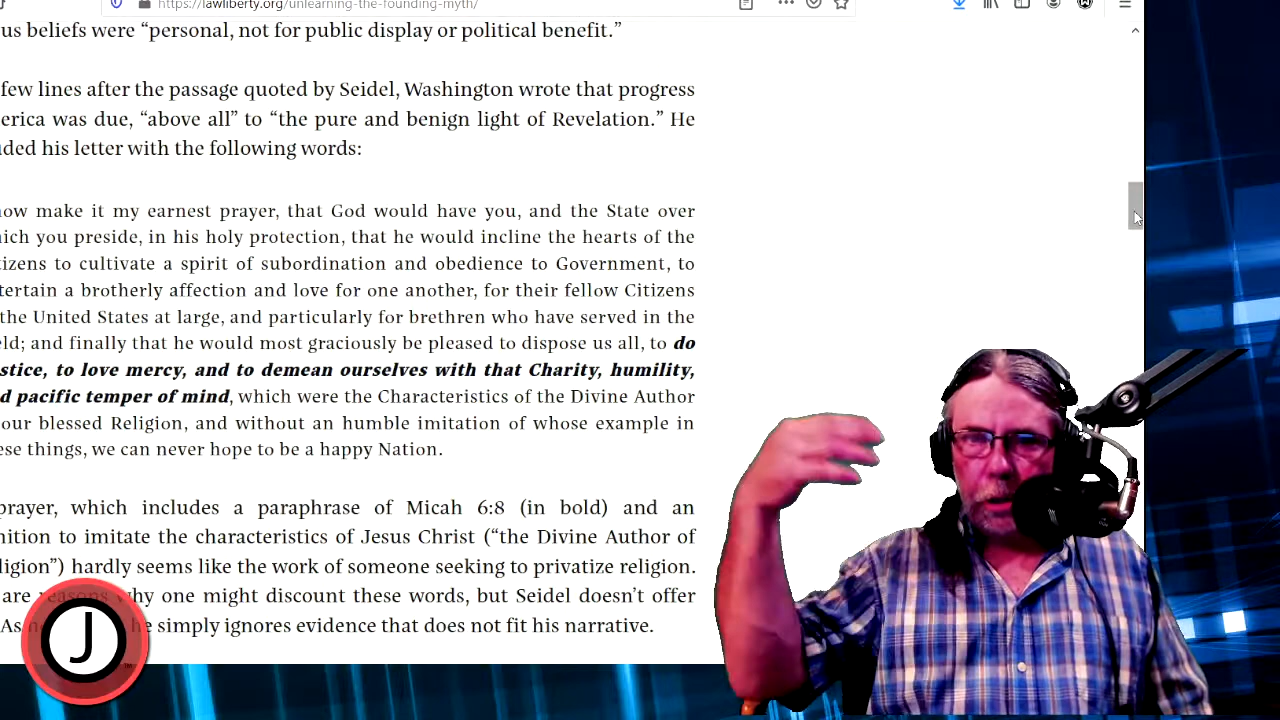 https://lawliberty.org/unlearning-the-founding-myth/
us beliefs were “personal, not for public display or political benefit.”
few lines after the passage quoted by Seidel, Washington wrote that progress
erica was due, “above all” to “the pure and benign light of Revelation.” He
uded his letter with the following words:
now make it my earnest prayer, that God would have you, and the State over
ich you preside, in his holy protection, that he would incline the hearts of the
tizens to cultivate a spirit of subordination and obedience to Government, to
tertain a brotherly affection and love for one another, for their fellow Citizens
the United States at large, and particularly for brethren who have served in the
eld; and finally that he would most graciously be pleased to dispose us all, to do
stice, to love mercy, and to demean ourselves with that Charity, humility,
d pacific temper of mind, which were the Characteristics of the Divine Author
our blessed Religion, and without an humble imitation of whose example in
ese things, we can never hope to be a happy Nation.
prayer, which includes a paraphrase of Micah 6:8 (in bold) and an
nition to imitate the characteristics of Jesus Christ (“the Divine Author of
ligion”) hardly seems like the work of someone seeking to privatize religion.
are reasons why one might discount these words, but Seidel doesn’t offer
As he simply ignores evidence that does not fit his narrative.
J